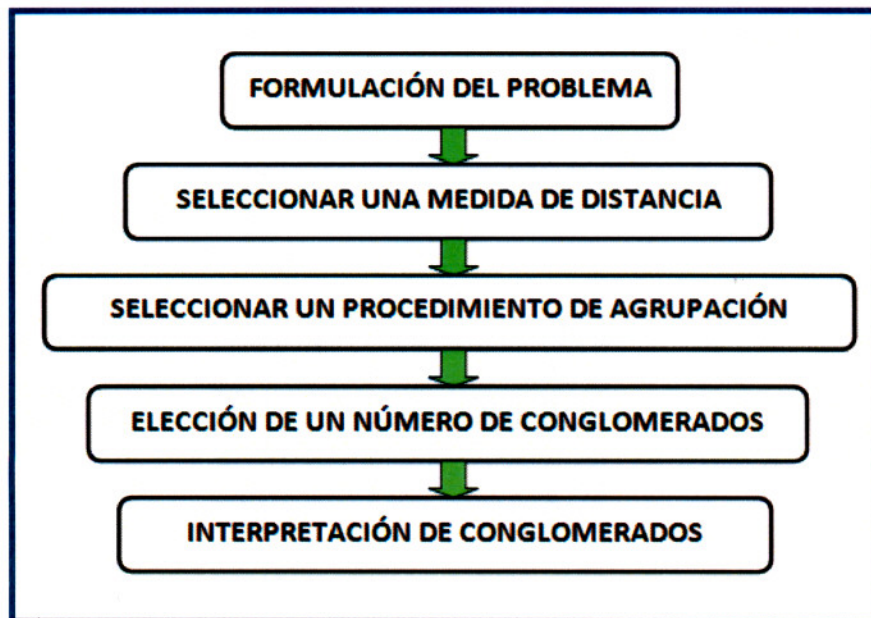 FORMULACIÓN DEL PROBLEMA
SELECCIONAR UNA MEDIDA DE DISTANCIA
SELECCIONAR UN PROCEDIMIENTO DE AGRUPACIÓN
ELECCIÓN DE UN NÚMERO DE CONGLOMERADOS
INTERPRETACIÓN DE CONGLOMERADOS